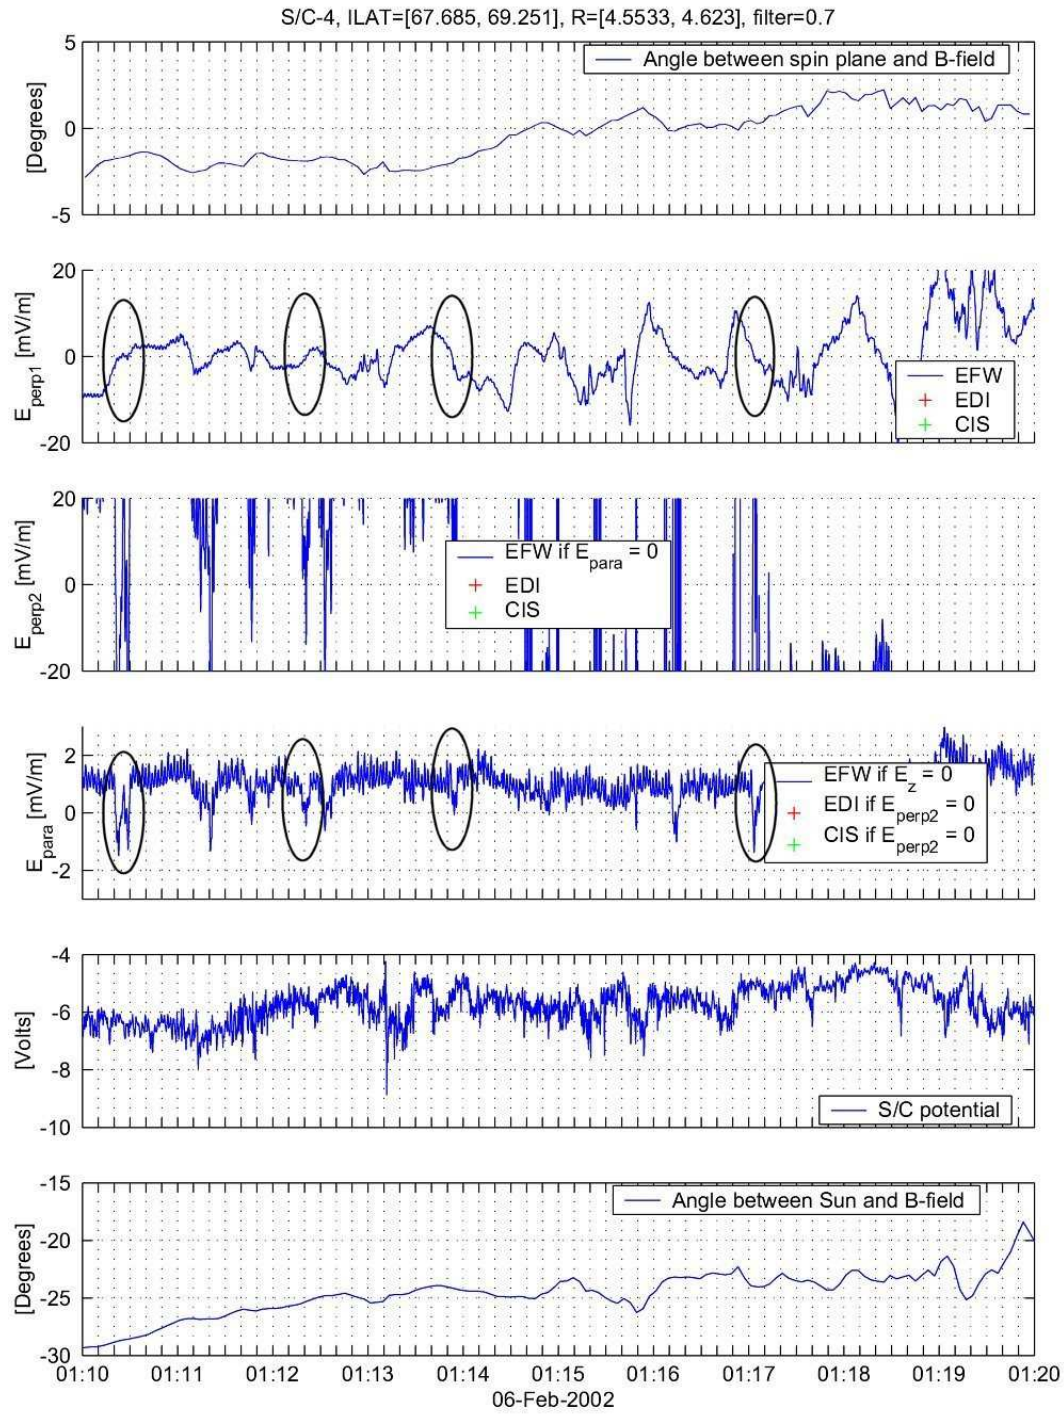 S/C-4, ILAT=[67.685, 69.251], R=[4.5533, 4.623], filter=0.7
5
0
-5
[Degrees]
Angle between spin plane and B-field
20
0
-20
E_perp1 [mV/m]
EFW
EDI
CIS
20
0
-20
E_perp2 [mV/m]
EFW if E_para = 0
EDI
CIS
2
0
-2
E_para [mV/m]
EFW if E_z = 0
EDI if E_perp2 = 0
CIS if E_perp2 = 0
-4
-6
-8
-10
[Volts]
S/C potential
-15
-20
-25
-30
[Degrees]
Angle between Sun and B-field
01:10 01:11 01:12 01:13 01:14 01:15 01:16 01:17 01:18 01:19 01:20
06-Feb-2002